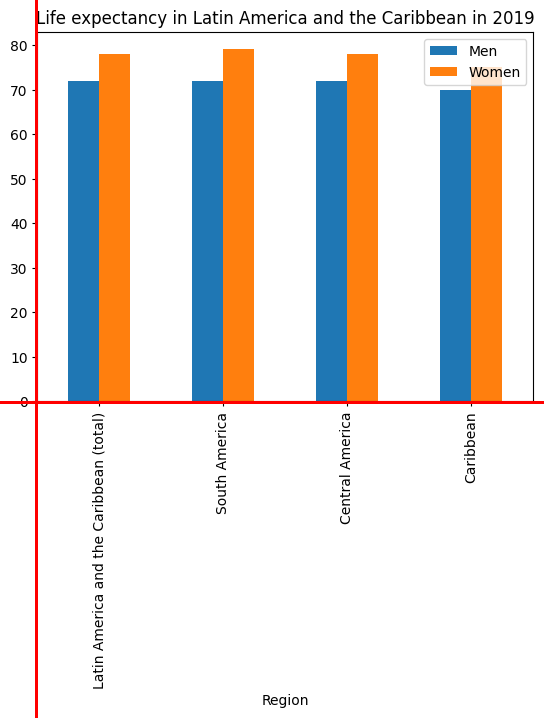 Life expectancy in Latin America and the Caribbean in 2019
Men
Women
80
70
60
50
40
30
20
10
0
Latin America and the Caribbean (total)
South America
Central America
Caribbean
Region